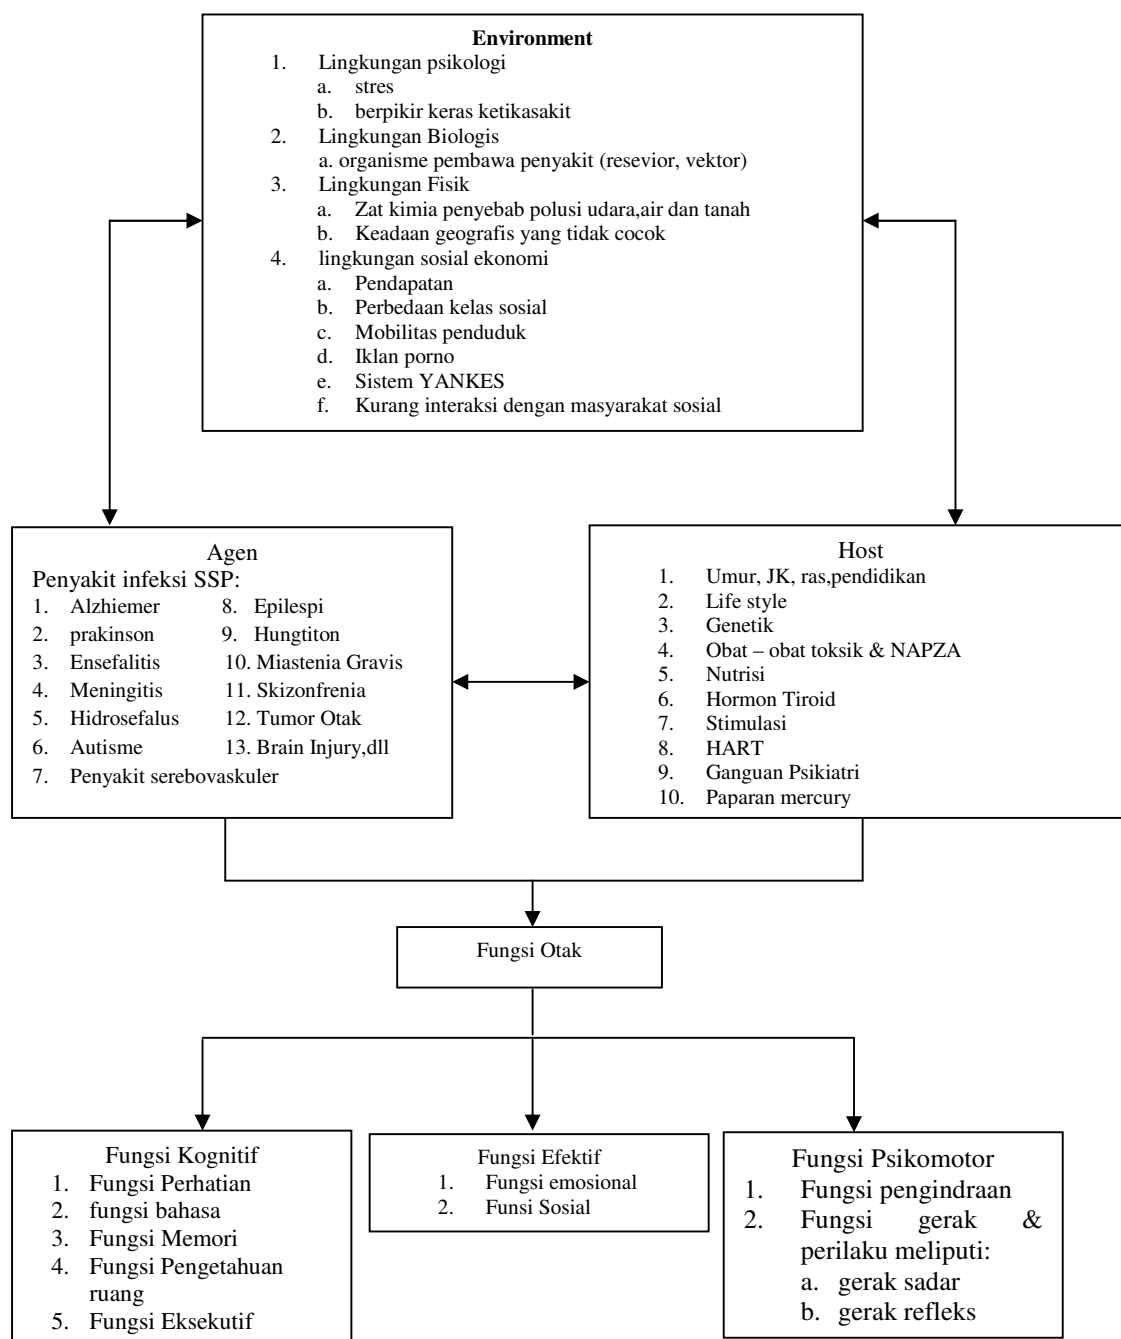 Environment
1. Lingkungan psikologi
a. stres
b. berpikir keras ketikasakit
2. Lingkungan Biologis
a. organisme pembawa penyakit (resevior, vektor)
3. Lingkungan Fisik
a. Zat kimia penyebab polusi udara,air dan tanah
b. Keadaan geografis yang tidak cocok
4. lingkungan sosial ekonomi
a. Pendapatan
b. Perbedaan kelas sosial
c. Mobilitas penduduk
d. Iklan porno
e. Sistem YANKES
f. Kurang interaksi dengan masyarakat sosial
Agen
Penyakit infeksi SSP:
1. Alzhiemer
2. prakinson
3. Ensefalitis
4. Meningitis
5. Hidrosefalus
6. Autisme
7. Penyakit serebovaskuler
8. Epilespi
9. Hungtiton
10. Miastenia Gravis
11. Skizonfrenia
12. Tumor Otak
13. Brain Injury,dll
Host
1. Umur, JK, ras,pendidikan
2. Life style
3. Genetik
4. Obat – obat toksik & NAPZA
5. Nutrisi
6. Hormon Tiroid
7. Stimulasi
8. HART
9. Ganguan Psikiatri
10. Paparan mercury
Fungsi Otak
Fungsi Kognitif
1. Fungsi Perhatian
2. fungsi bahasa
3. Fungsi Memori
4. Fungsi Pengetahuan
ruang
5. Fungsi Eksekutif
Fungsi Efektif
1. Fungsi emosional
2. Funsi Sosial
Fungsi Psikomotor
1. Fungsi pengindraan
2. Fungsi gerak &
perilaku meliputi:
a. gerak sadar
b. gerak refleks